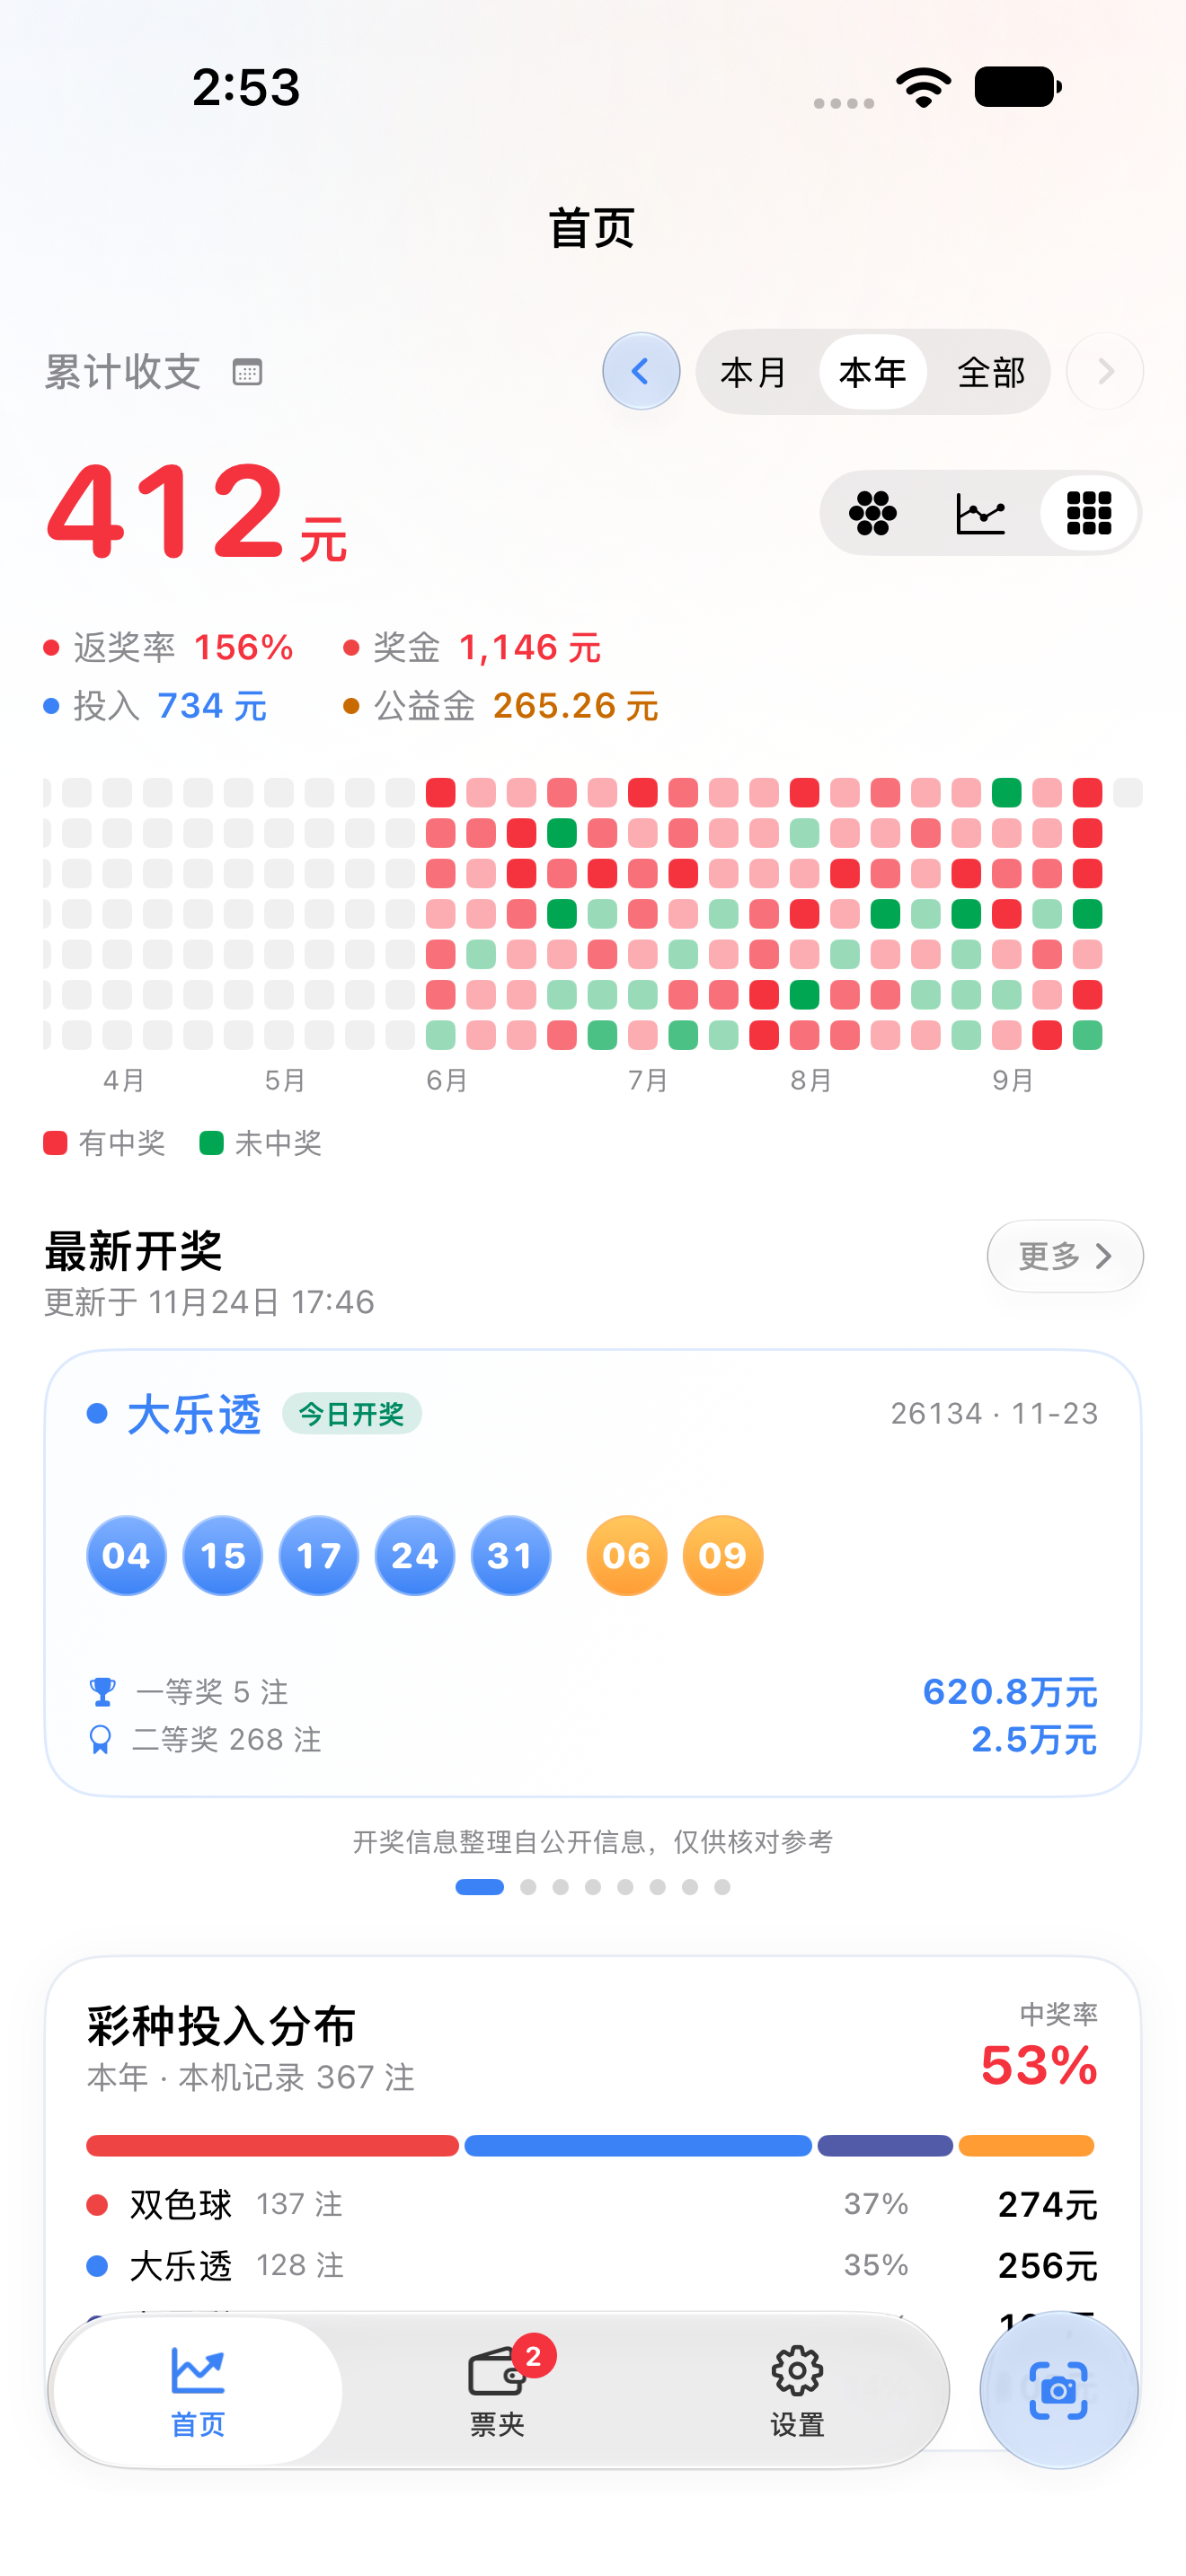 2:53
首页
累计收支
本月 本年 全部
412元
返奖率 156% 奖金 1,146 元
投入 734 元 公益金 265.26 元
4月 5月 6月 7月 8月 9月
有中奖 未中奖
最新开奖 更多
更新于 11月24日 17:46
大乐透 今日开奖 26134 · 11-23
04 15 17 24 31 06 09
一等奖 5 注 620.8万元
二等奖 268 注 2.5万元
开奖信息整理自公开信息，仅供核对参考
彩种投入分布 中奖率
本年 · 本机记录 367 注 53%
双色球 137 注 37% 274元
大乐透 128 注 35% 256元
2
首页 票夹 设置